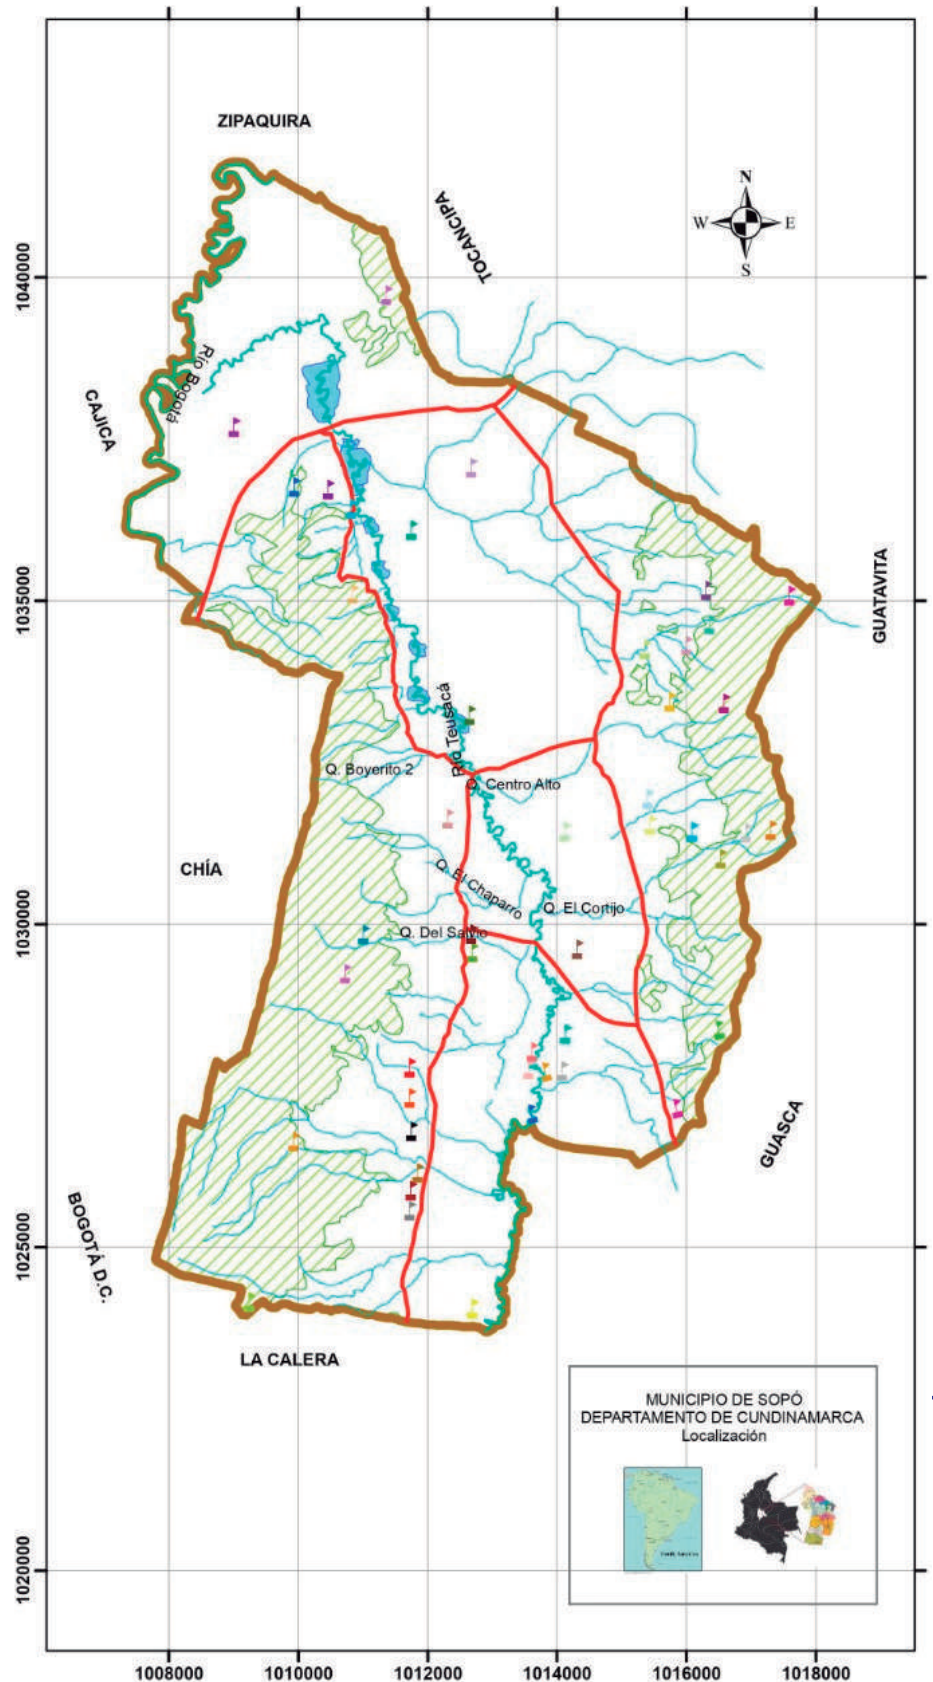 ZIPAQUIRA
TOCANCIPA
N
W
E
S
1040000
Río Bogotá
CAJICA
GUATAVITA
1035000
Río Teusacá
Q. Boyerito 2
Q. Centro Alto
CHÍA
Q. El Chaparro
Q. El Cortijo
Q. Del Salvio
1030000
GUASCA
BOGOTÁ D.C.
1025000
LA CALERA
MUNICIPIO DE SOPÓ
DEPARTAMENTO DE CUNDINAMARCA
Localización
1020000
1008000
1010000
1012000
1014000
1016000
1018000